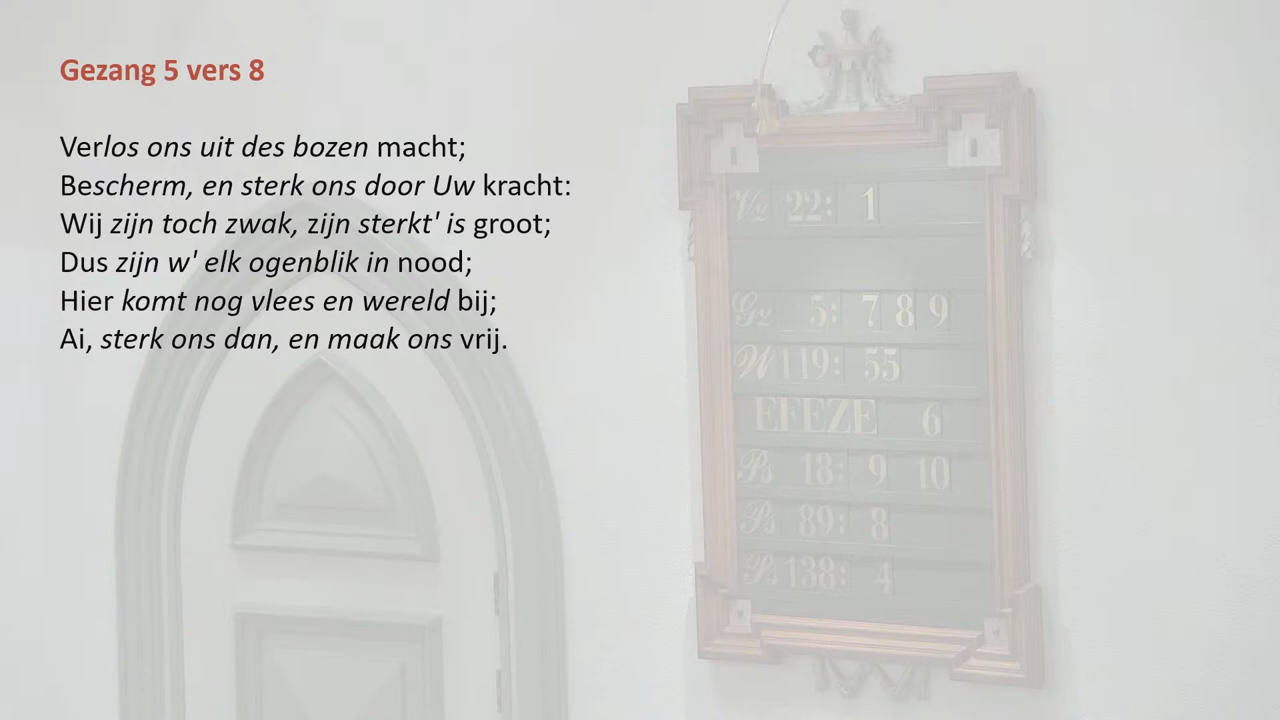 Gezang 5 vers 8
Verlos ons uit des bozen macht;
Bescherm, en sterk ons door Uw kracht:
Wij zijn toch zwak, zijn sterkt' is groot;
Dus zijn w' elk ogenblik in nood;
Hier komt nog vlees en wereld bij;
Ai, sterk ons dan, en maak ons vrij.
22: 1
Gz 5: 7 8 9
119: 55
EFEZE 6
Ps 18: 9 10
Ps 89: 8
Ps 138: 4